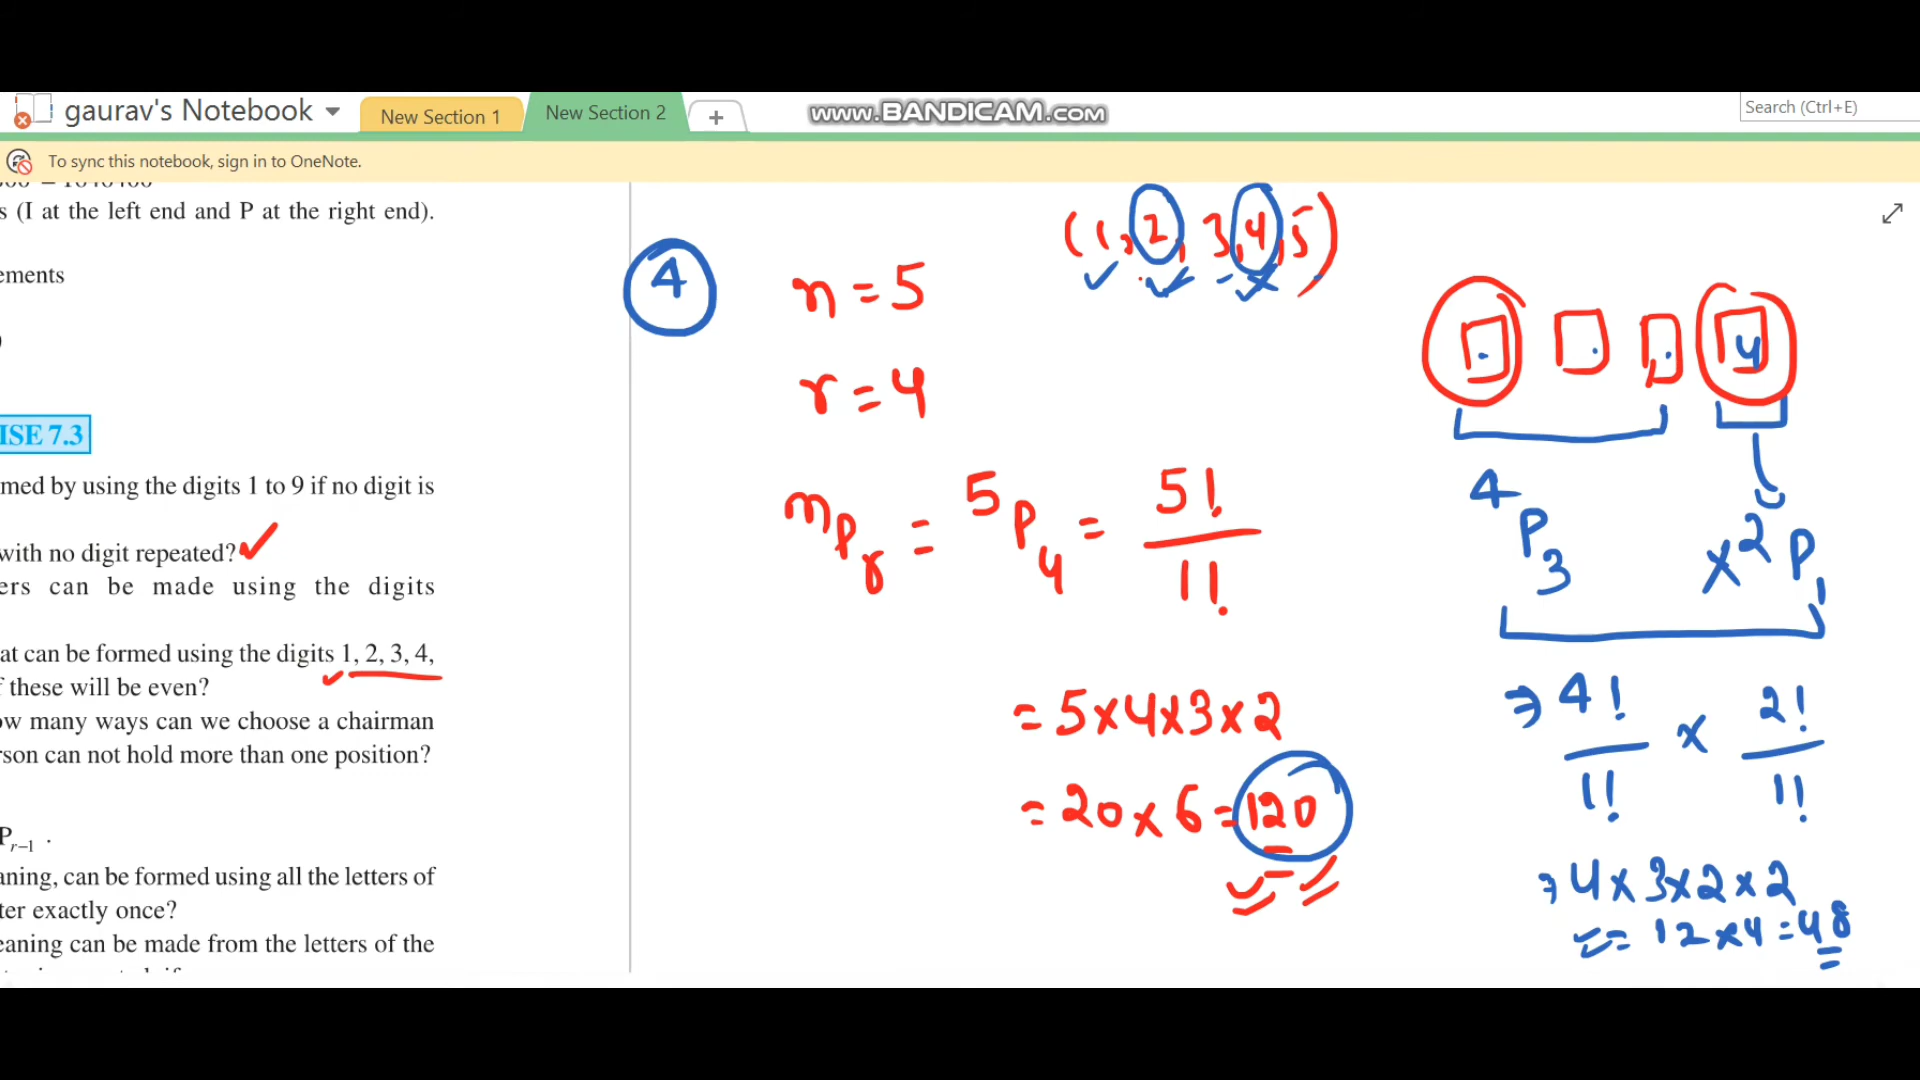 gaurav's Notebook
New Section 1
New Section 2
+
www.BANDICAM.com
Search (Ctrl+E)
To sync this notebook, sign in to OneNote.
s (I at the left end and P at the right end).
ements
)
ISE 7.3
med by using the digits 1 to 9 if no digit is
with no digit repeated?
ers can be made using the digits
at can be formed using the digits 1, 2, 3, 4,
f these will be even?
ow many ways can we choose a chairman
rson can not hold more than one position?
P r–1 .
aning, can be formed using all the letters of
ter exactly once?
eaning can be made from the letters of the
4
(1, 2, 3, 4, 5)
n = 5
r = 4
nPr = 5P4 = 5! / 1!
= 5 x 4 x 3 x 2
= 20 x 6 = 120
4
4P3 x 2P1
⇒ 4! / 1! x 2! / 1!
⇒ 4 x 3 x 2 x 2
= 12 x 4 = 48